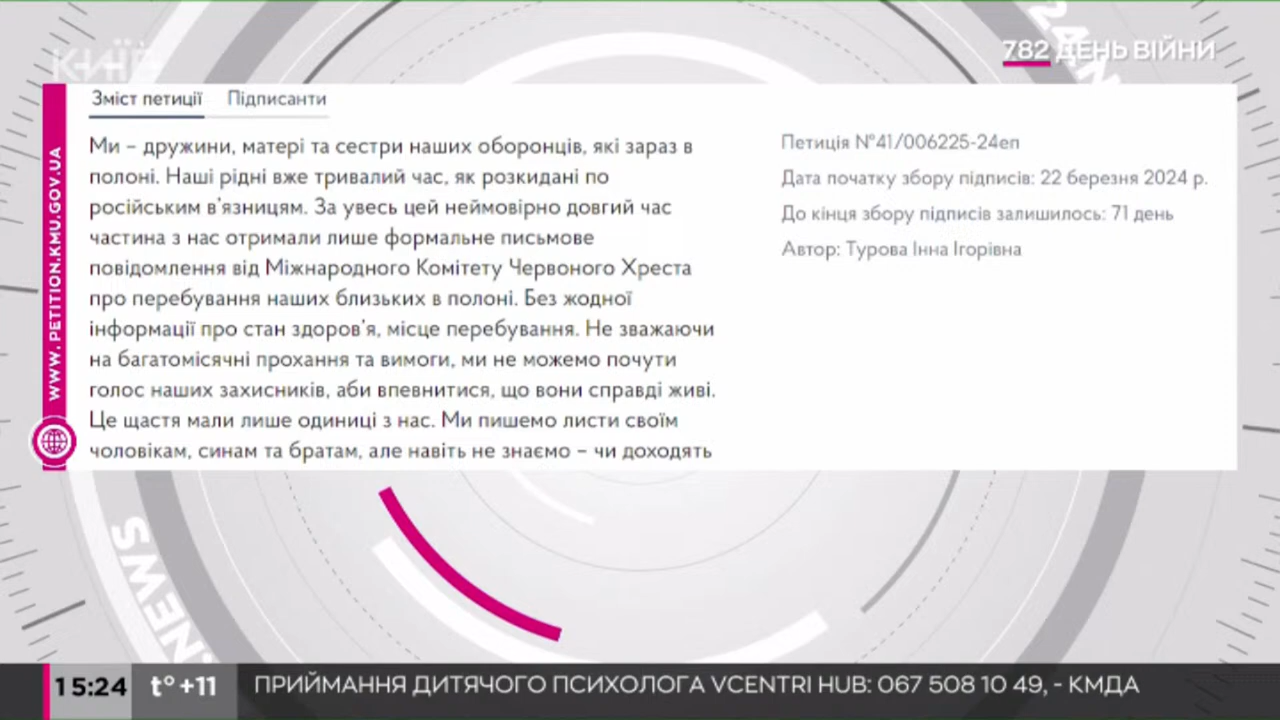 КИЇВ
782 ДЕНЬ ВІЙНИ
24
Зміст петиції Підписанти
Ми – дружини, матері та сестри наших оборонців, які зараз в
полоні. Наші рідні вже тривалий час, як розкидані по
російським в’язницям. За увесь цей неймовірно довгий час
частина з нас отримали лише формальне письмове
повідомлення від Міжнародного Комітету Червоного Хреста
про перебування наших близьких в полоні. Без жодної
інформації про стан здоров’я, місце перебування. Не зважаючи
на багатомісячні прохання та вимоги, ми не можемо почути
голос наших захисників, аби впевнитися, що вони справді живі.
Це щастя мали лише одиниці з нас. Ми пишемо листи своїм
чоловікам, синам та братам, але навіть не знаємо – чи доходять
Петиція №41/006225-24еп
Дата початку збору підписів: 22 березня 2024 р.
До кінця збору підписів залишилось: 71 день
Автор: Турова Інна Ігорівна
WWW.PETITION.KMU.GOV.UA
NEWS
15:24 t° +11 ПРИЙМАННЯ ДИТЯЧОГО ПСИХОЛОГА VCENTRI HUB: 067 508 10 49, - КМДА